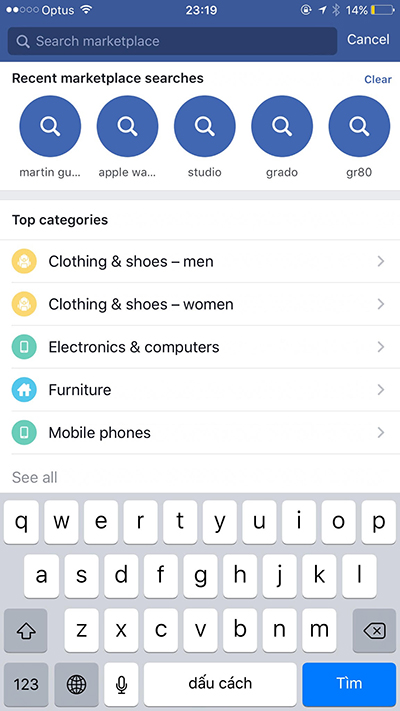 Optus 23:19 14%
Search marketplace Cancel
Recent marketplace searches Clear
martin gu... apple wa... studio grado gr80
Top categories
Clothing & shoes – men
Clothing & shoes – women
Electronics & computers
Furniture
Mobile phones
See all
q w e r t y u i o p
a s d f g h j k l
z x c v b n m
123 dấu cách Tìm